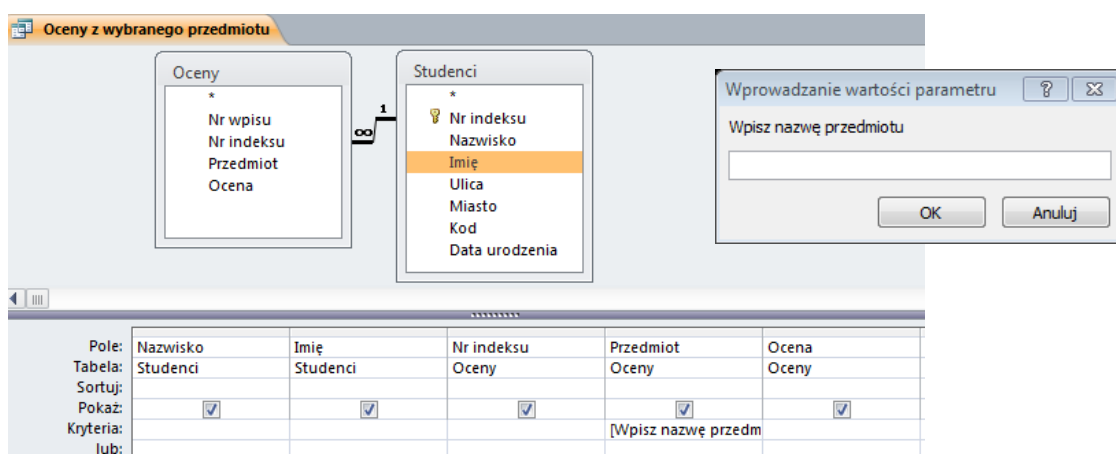 Oceny z wybranego przedmiotu
Oceny
*
Nr wpisu
Nr indeksu
Przedmiot
Ocena
∞
1
Studenci
*
Nr indeksu
Nazwisko
Imię
Ulica
Miasto
Kod
Data urodzenia
Wprowadzanie wartości parametru
Wpisz nazwę przedmiotu
OK Anuluj
Pole: Nazwisko Imię Nr indeksu Przedmiot Ocena
Tabela: Studenci Studenci Oceny Oceny Oceny
Sortuj:
Pokaż:
Kryteria: [Wpisz nazwę przedm
lub: